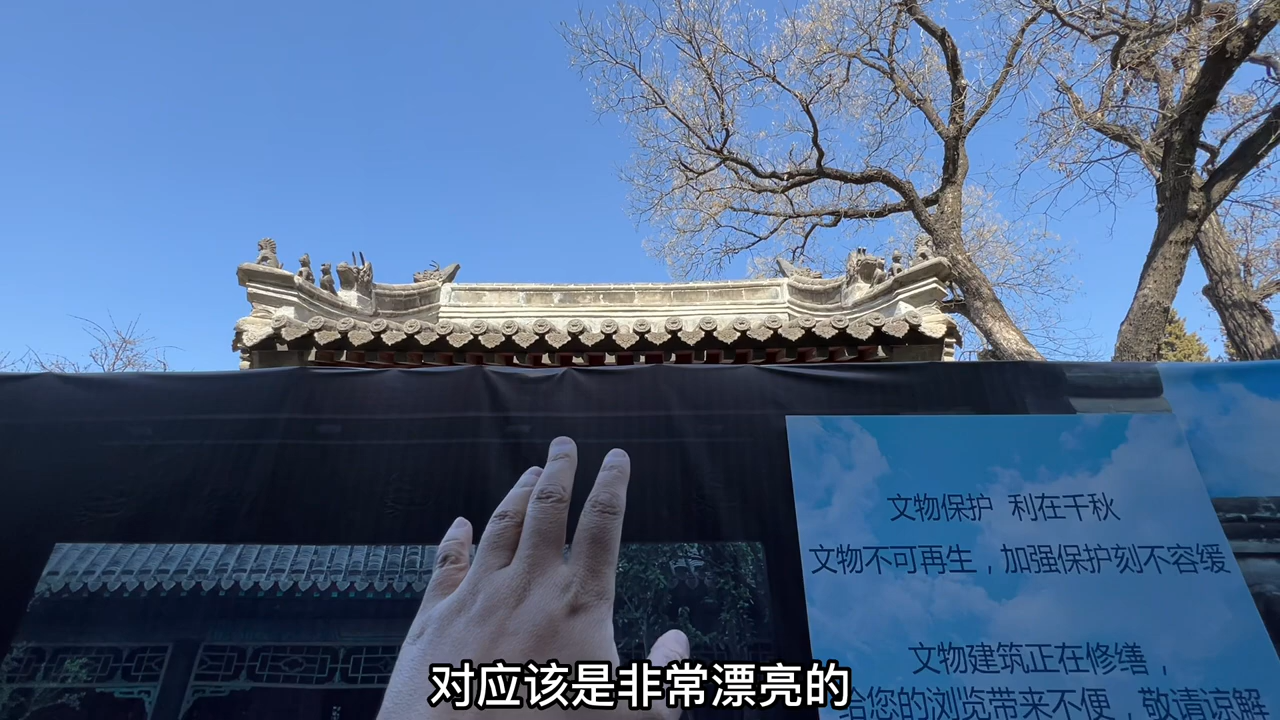 文物保护 利在千秋
文物不可再生，加强保护刻不容缓
文物建筑正在修缮，
给您的浏览带来不便，敬请谅解
对应该是非常漂亮的